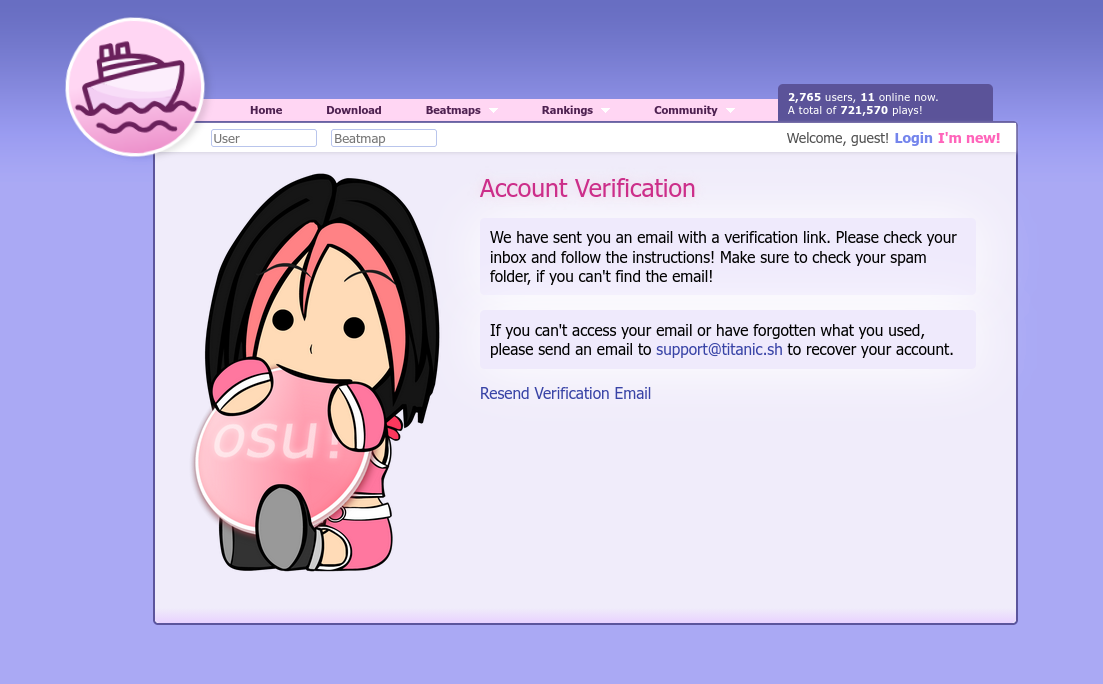 2,765 users, 11 online now.
A total of 721,570 plays!
Home Download Beatmaps Rankings Community
User Beatmap Welcome, guest! Login I'm new!
Account Verification
We have sent you an email with a verification link. Please check your
inbox and follow the instructions! Make sure to check your spam
folder, if you can't find the email!
If you can't access your email or have forgotten what you used,
please send an email to support@titanic.sh to recover your account.
Resend Verification Email
osu!